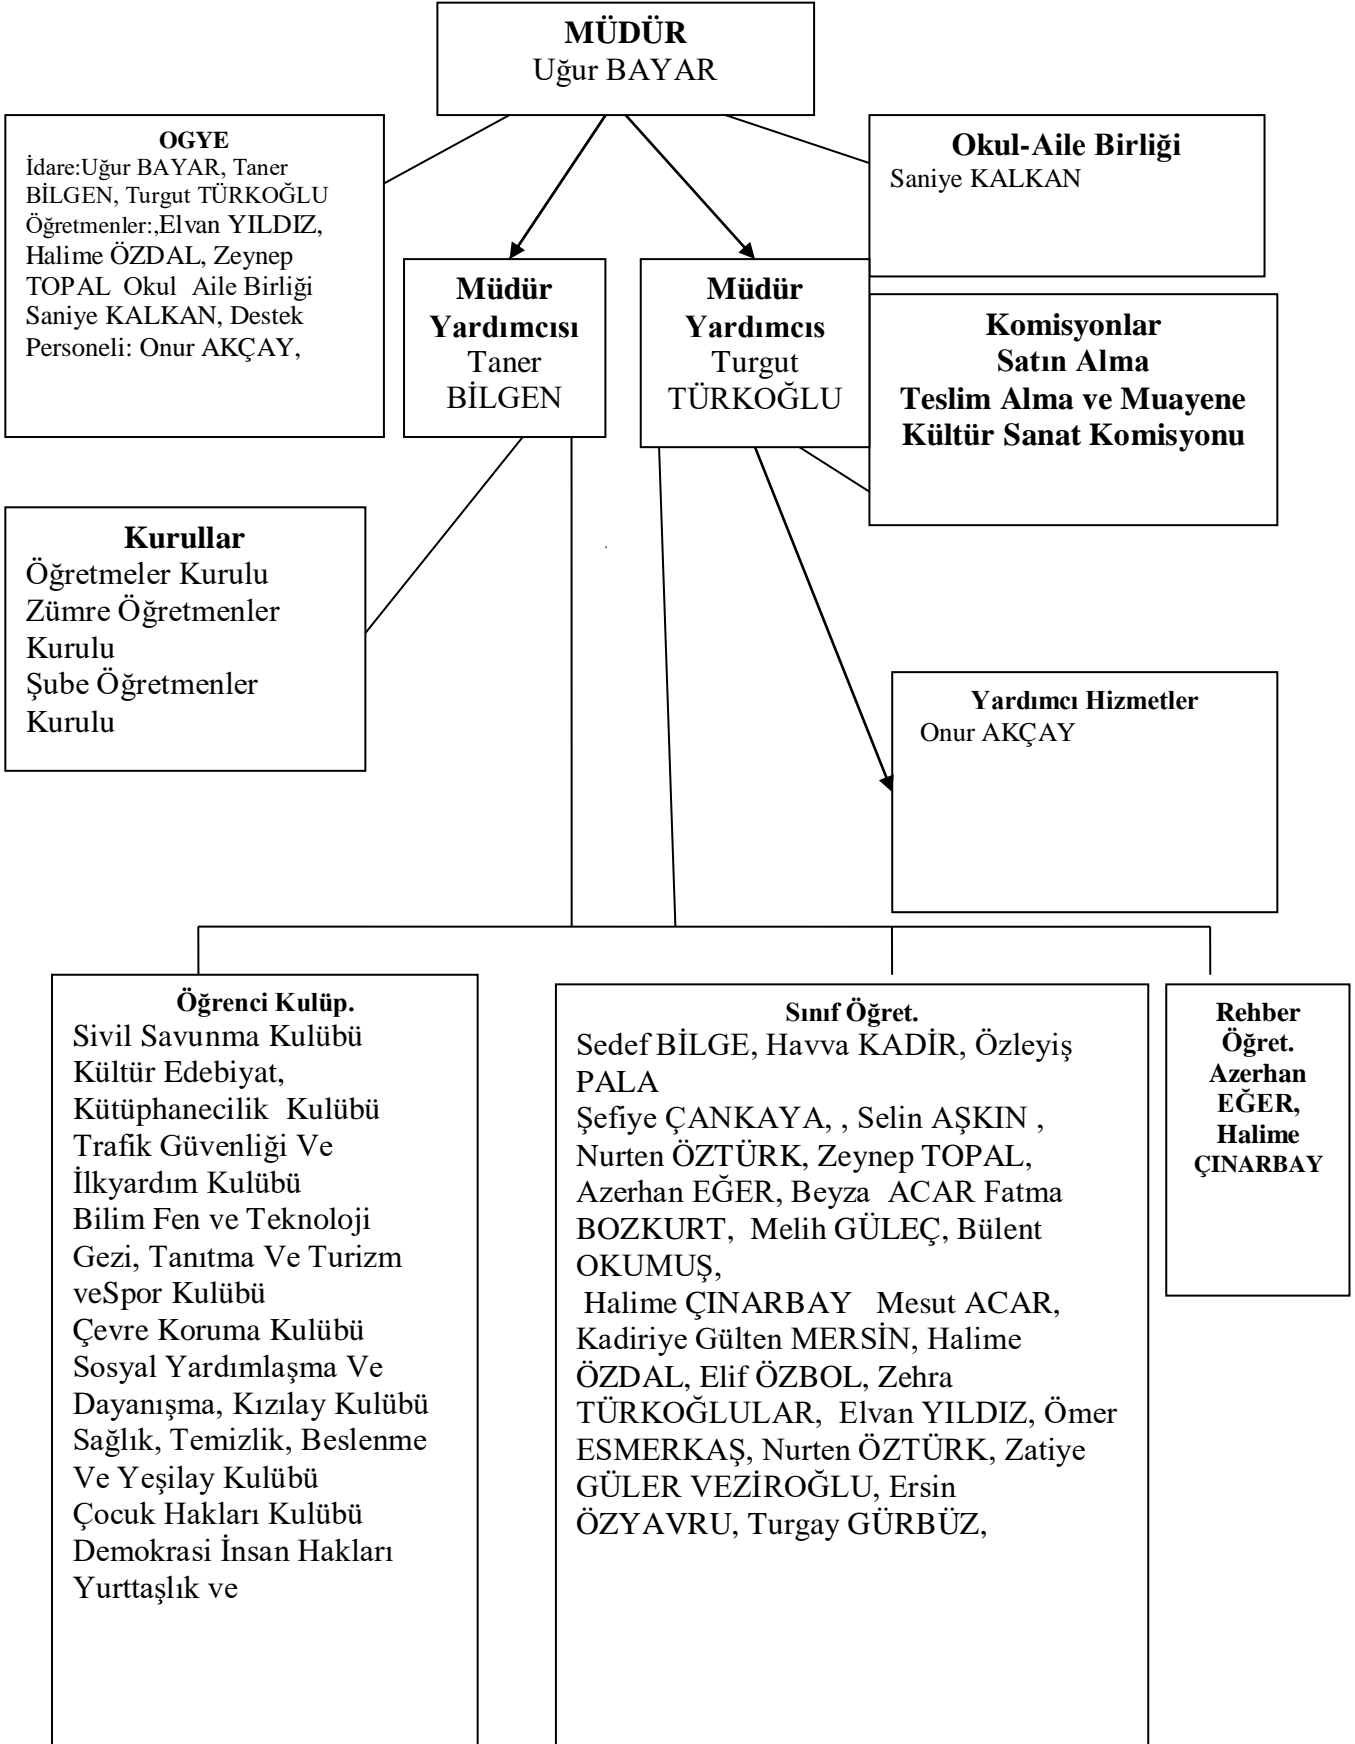 MÜDÜR
Uğur BAYAR
OGYE
İdare:Uğur BAYAR, Taner
BİLGEN, Turgut TÜRKOĞLU
Öğretmenler:,Elvan YILDIZ,
Halime ÖZDAL, Zeynep
TOPAL Okul Aile Birliği
Saniye KALKAN, Destek
Personeli: Onur AKÇAY,
Okul-Aile Birliği
Saniye KALKAN
Müdür
Yardımcısı
Taner
BİLGEN
Müdür
Yardımcıs
Turgut
TÜRKOĞLU
Komisyonlar
Satın Alma
Teslim Alma ve Muayene
Kültür Sanat Komisyonu
Kurullar
Öğretmeler Kurulu
Zümre Öğretmenler
Kurulu
Şube Öğretmenler
Kurulu
Yardımcı Hizmetler
Onur AKÇAY
Öğrenci Kulüp.
Sivil Savunma Kulübü
Kültür Edebiyat,
Kütüphanecilik Kulübü
Trafik Güvenliği Ve
İlkyardım Kulübü
Bilim Fen ve Teknoloji
Gezi, Tanıtma Ve Turizm
veSpor Kulübü
Çevre Koruma Kulübü
Sosyal Yardımlaşma Ve
Dayanışma, Kızılay Kulübü
Sağlık, Temizlik, Beslenme
Ve Yeşilay Kulübü
Çocuk Hakları Kulübü
Demokrasi İnsan Hakları
Yurttaşlık ve
Sınıf Öğret.
Sedef BİLGE, Havva KADİR, Özleyiş
PALA
Şefiye ÇANKAYA, , Selin AŞKIN ,
Nurten ÖZTÜRK, Zeynep TOPAL,
Azerhan EĞER, Beyza ACAR Fatma
BOZKURT, Melih GÜLEÇ, Bülent
OKUMUŞ,
Halime ÇINARBAY Mesut ACAR,
Kadiriye Gülten MERSİN, Halime
ÖZDAL, Elif ÖZBOL, Zehra
TÜRKOĞLULAR, Elvan YILDIZ, Ömer
ESMERKAŞ, Nurten ÖZTÜRK, Zatiye
GÜLER VEZİROĞLU, Ersin
ÖZYAVRU, Turgay GÜRBÜZ,
Rehber
Öğret.
Azerhan
EĞER,
Halime
ÇINARBAY